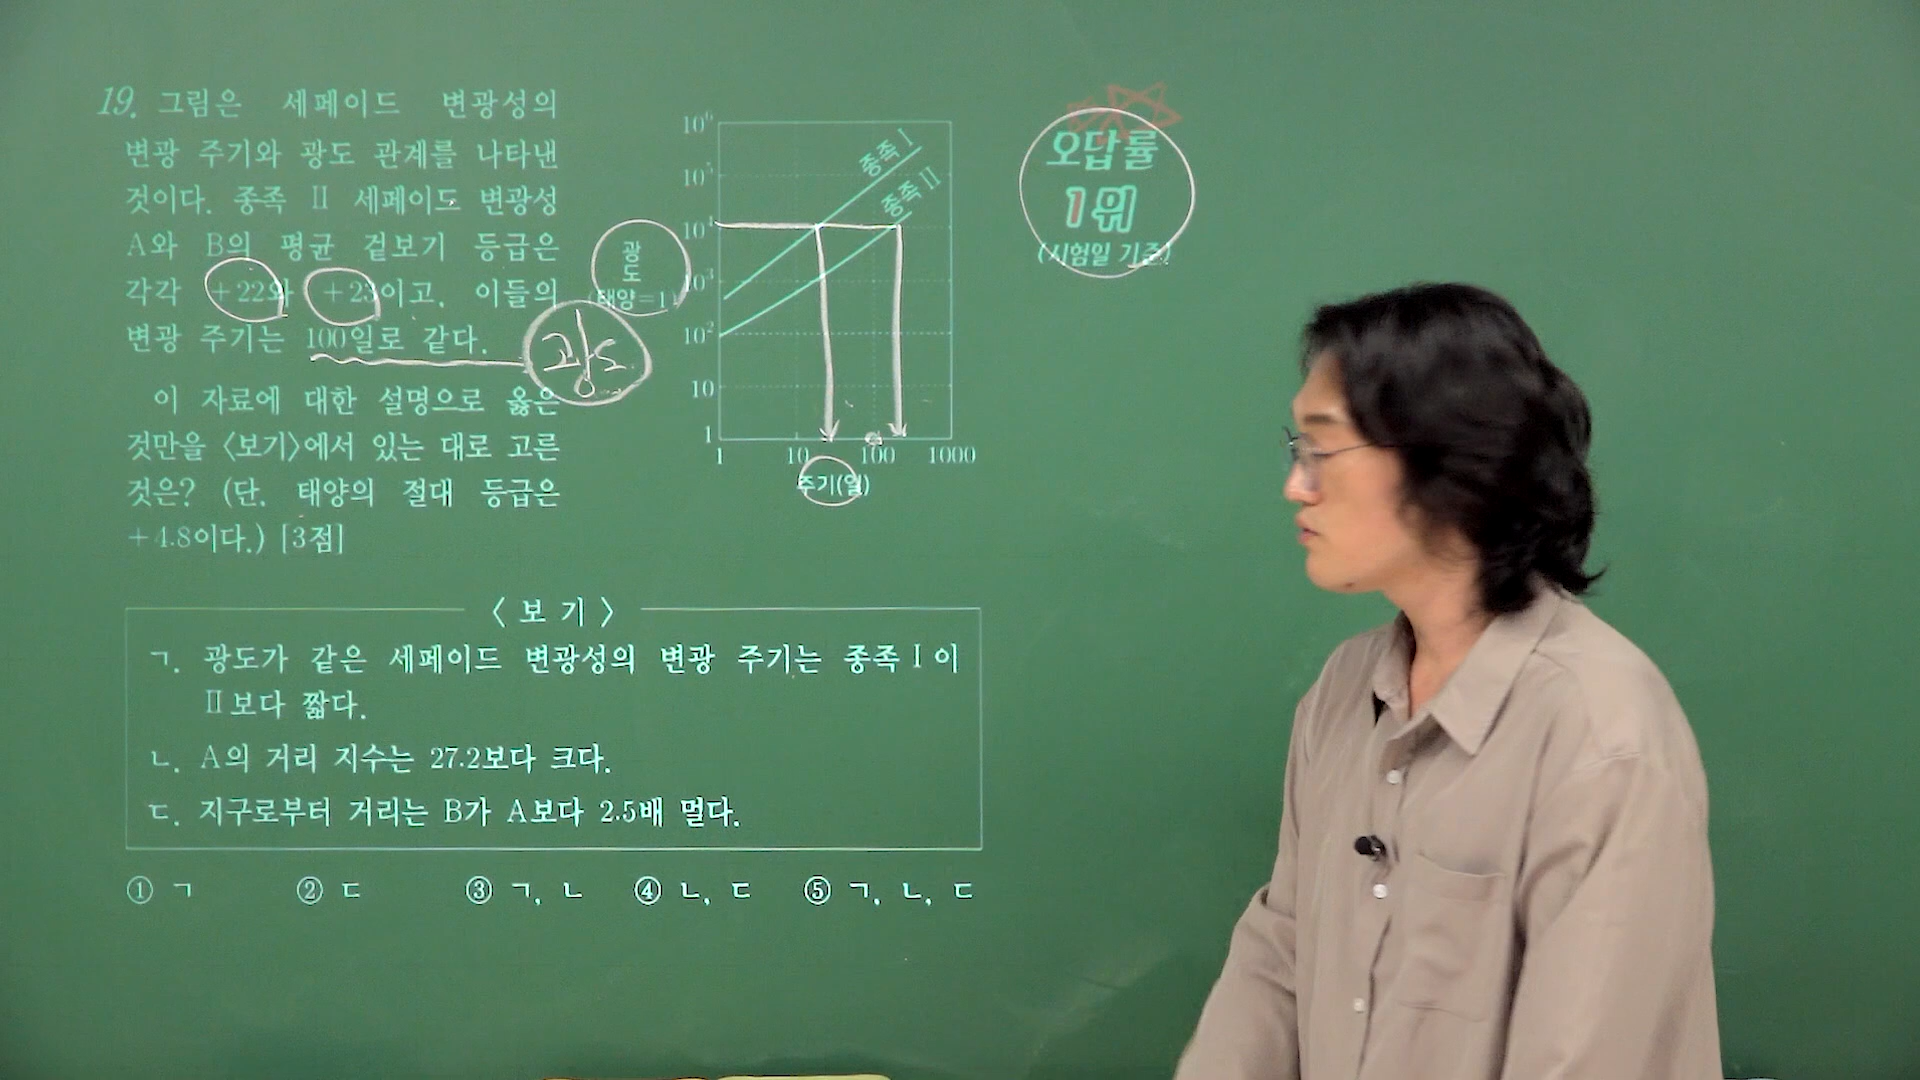 19. 그림은 세페이드 변광성의
변광 주기와 광도 관계를 나타낸
것이다. 종족 Ⅱ 세페이드 변광성
A와 B의 평균 겉보기 등급은
각각 +22와 +23이고, 이들의
변광 주기는 100일로 같다.
이 자료에 대한 설명으로 옳은
것만을 〈보기〉에서 있는 대로 고른
것은? (단, 태양의 절대 등급은
+4.8이다.) [3점]
광도
광
도
(태양=1)
10⁶
10⁵
10⁴
10³
10²
10
1
종족 Ⅰ
종족 Ⅱ
1 10 100 1000
주기(일)
오답률
1위
(시험일 기준)
〈보기〉
ㄱ. 광도가 같은 세페이드 변광성의 변광 주기는 종족 Ⅰ이
Ⅱ보다 짧다.
ㄴ. A의 거리 지수는 27.2보다 크다.
ㄷ. 지구로부터 거리는 B가 A보다 2.5배 멀다.
① ㄱ ② ㄷ ③ ㄱ, ㄴ ④ ㄴ, ㄷ ⑤ ㄱ, ㄴ, ㄷ